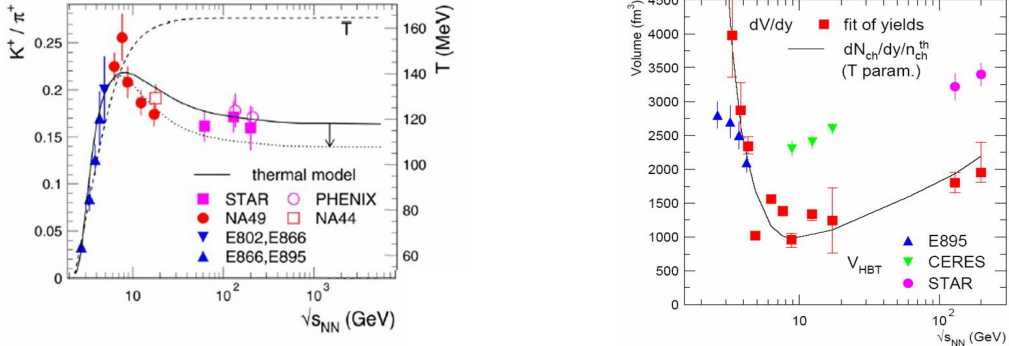 K⁺ / π⁺
0.25
0.2
0.15
0.1
0.05
0
T
160
140
120
100
80
60
T (MeV)
thermal model
STAR PHENIX
NA49 NA44
E802,E866
E866,E895
10 10² 10³
√sNN (GeV)
Volume (fm³)
4500
4000
3500
3000
2500
2000
1500
1000
500
0
dV/dy fit of yields
dNch/dy/nchth
(T param.)
E895
VHBT CERES
STAR
10 10²
√sNN (GeV)